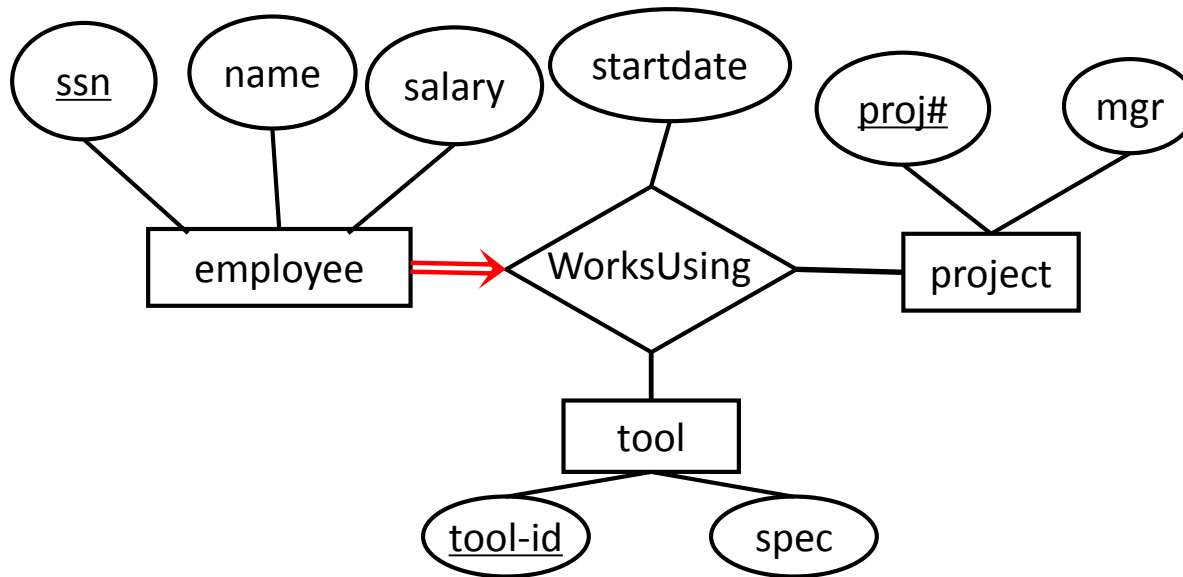 ssn
name
salary
startdate
proj#
mgr
employee
WorksUsing
project
tool
tool-id
spec